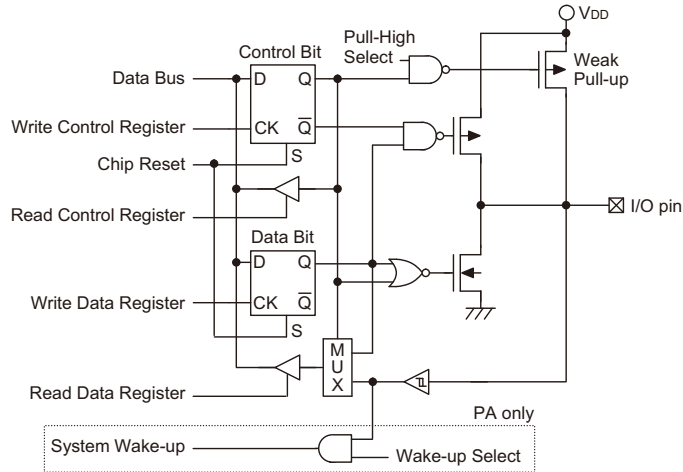 VDD
Pull-High
Select
Control Bit
Weak
Pull-up
Data Bus
D
Q
Write Control Register
CK
Q
S
Chip Reset
I/O pin
Read Control Register
Data Bit
D
Q
Write Data Register
CK
Q
S
M
U
X
Read Data Register
PA only
System Wake-up
Wake-up Select